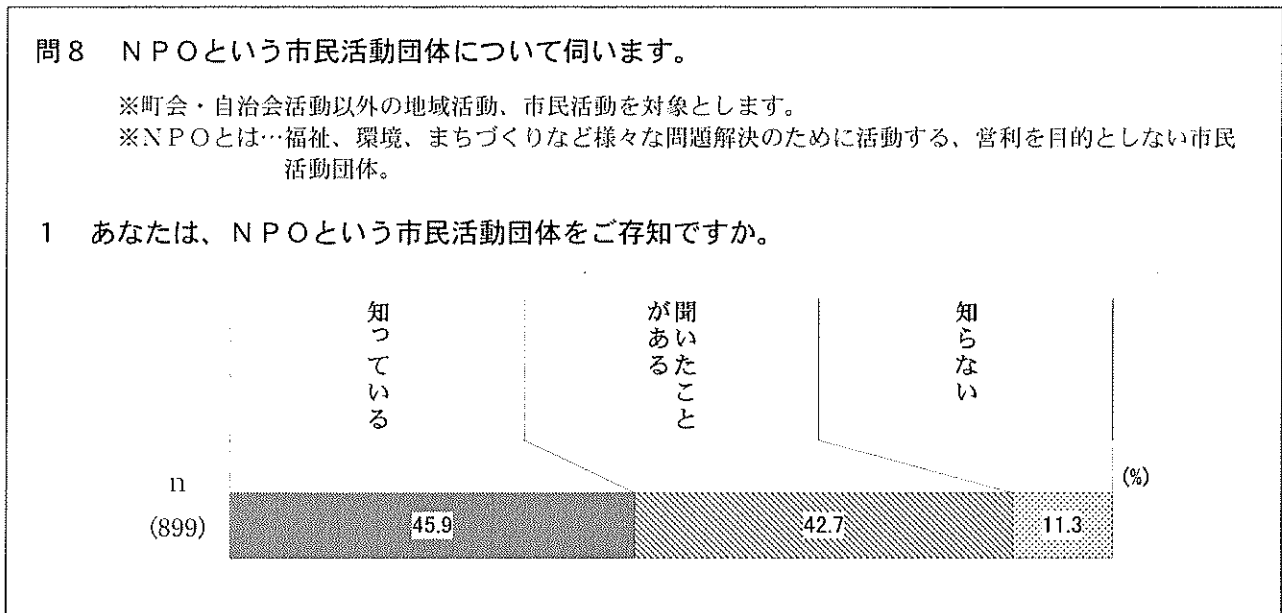 問8 NPOという市民活動団体について伺います。
※町会・自治会活動以外の地域活動、市民活動を対象とします。
※NPOとは…福祉、環境、まちづくりなど様々な問題解決のために活動する、営利を目的としない市民
活動団体。
1 あなたは、NPOという市民活動団体をご存知ですか。
知っている
聞いたこと
がある
知らない
(%)
n
(899)
45.9
42.7
11.3